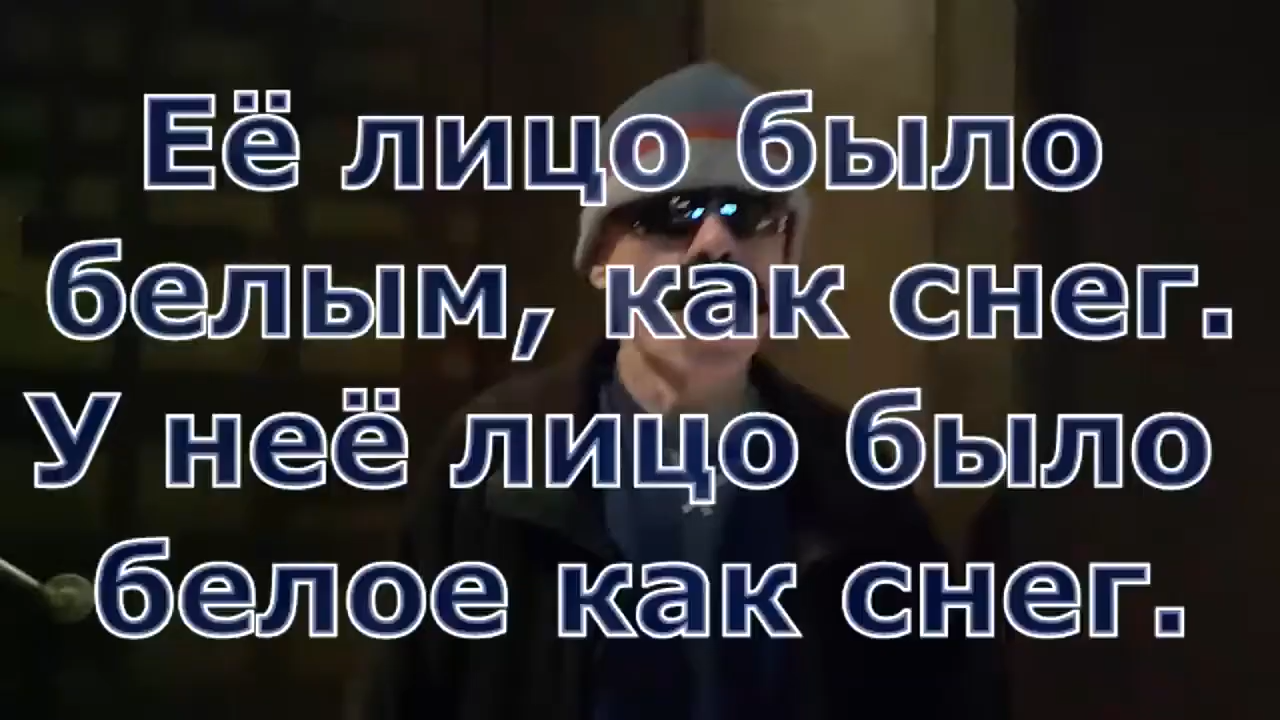 Её лицо было
белым, как снег.
У неё лицо было
белое как снег.